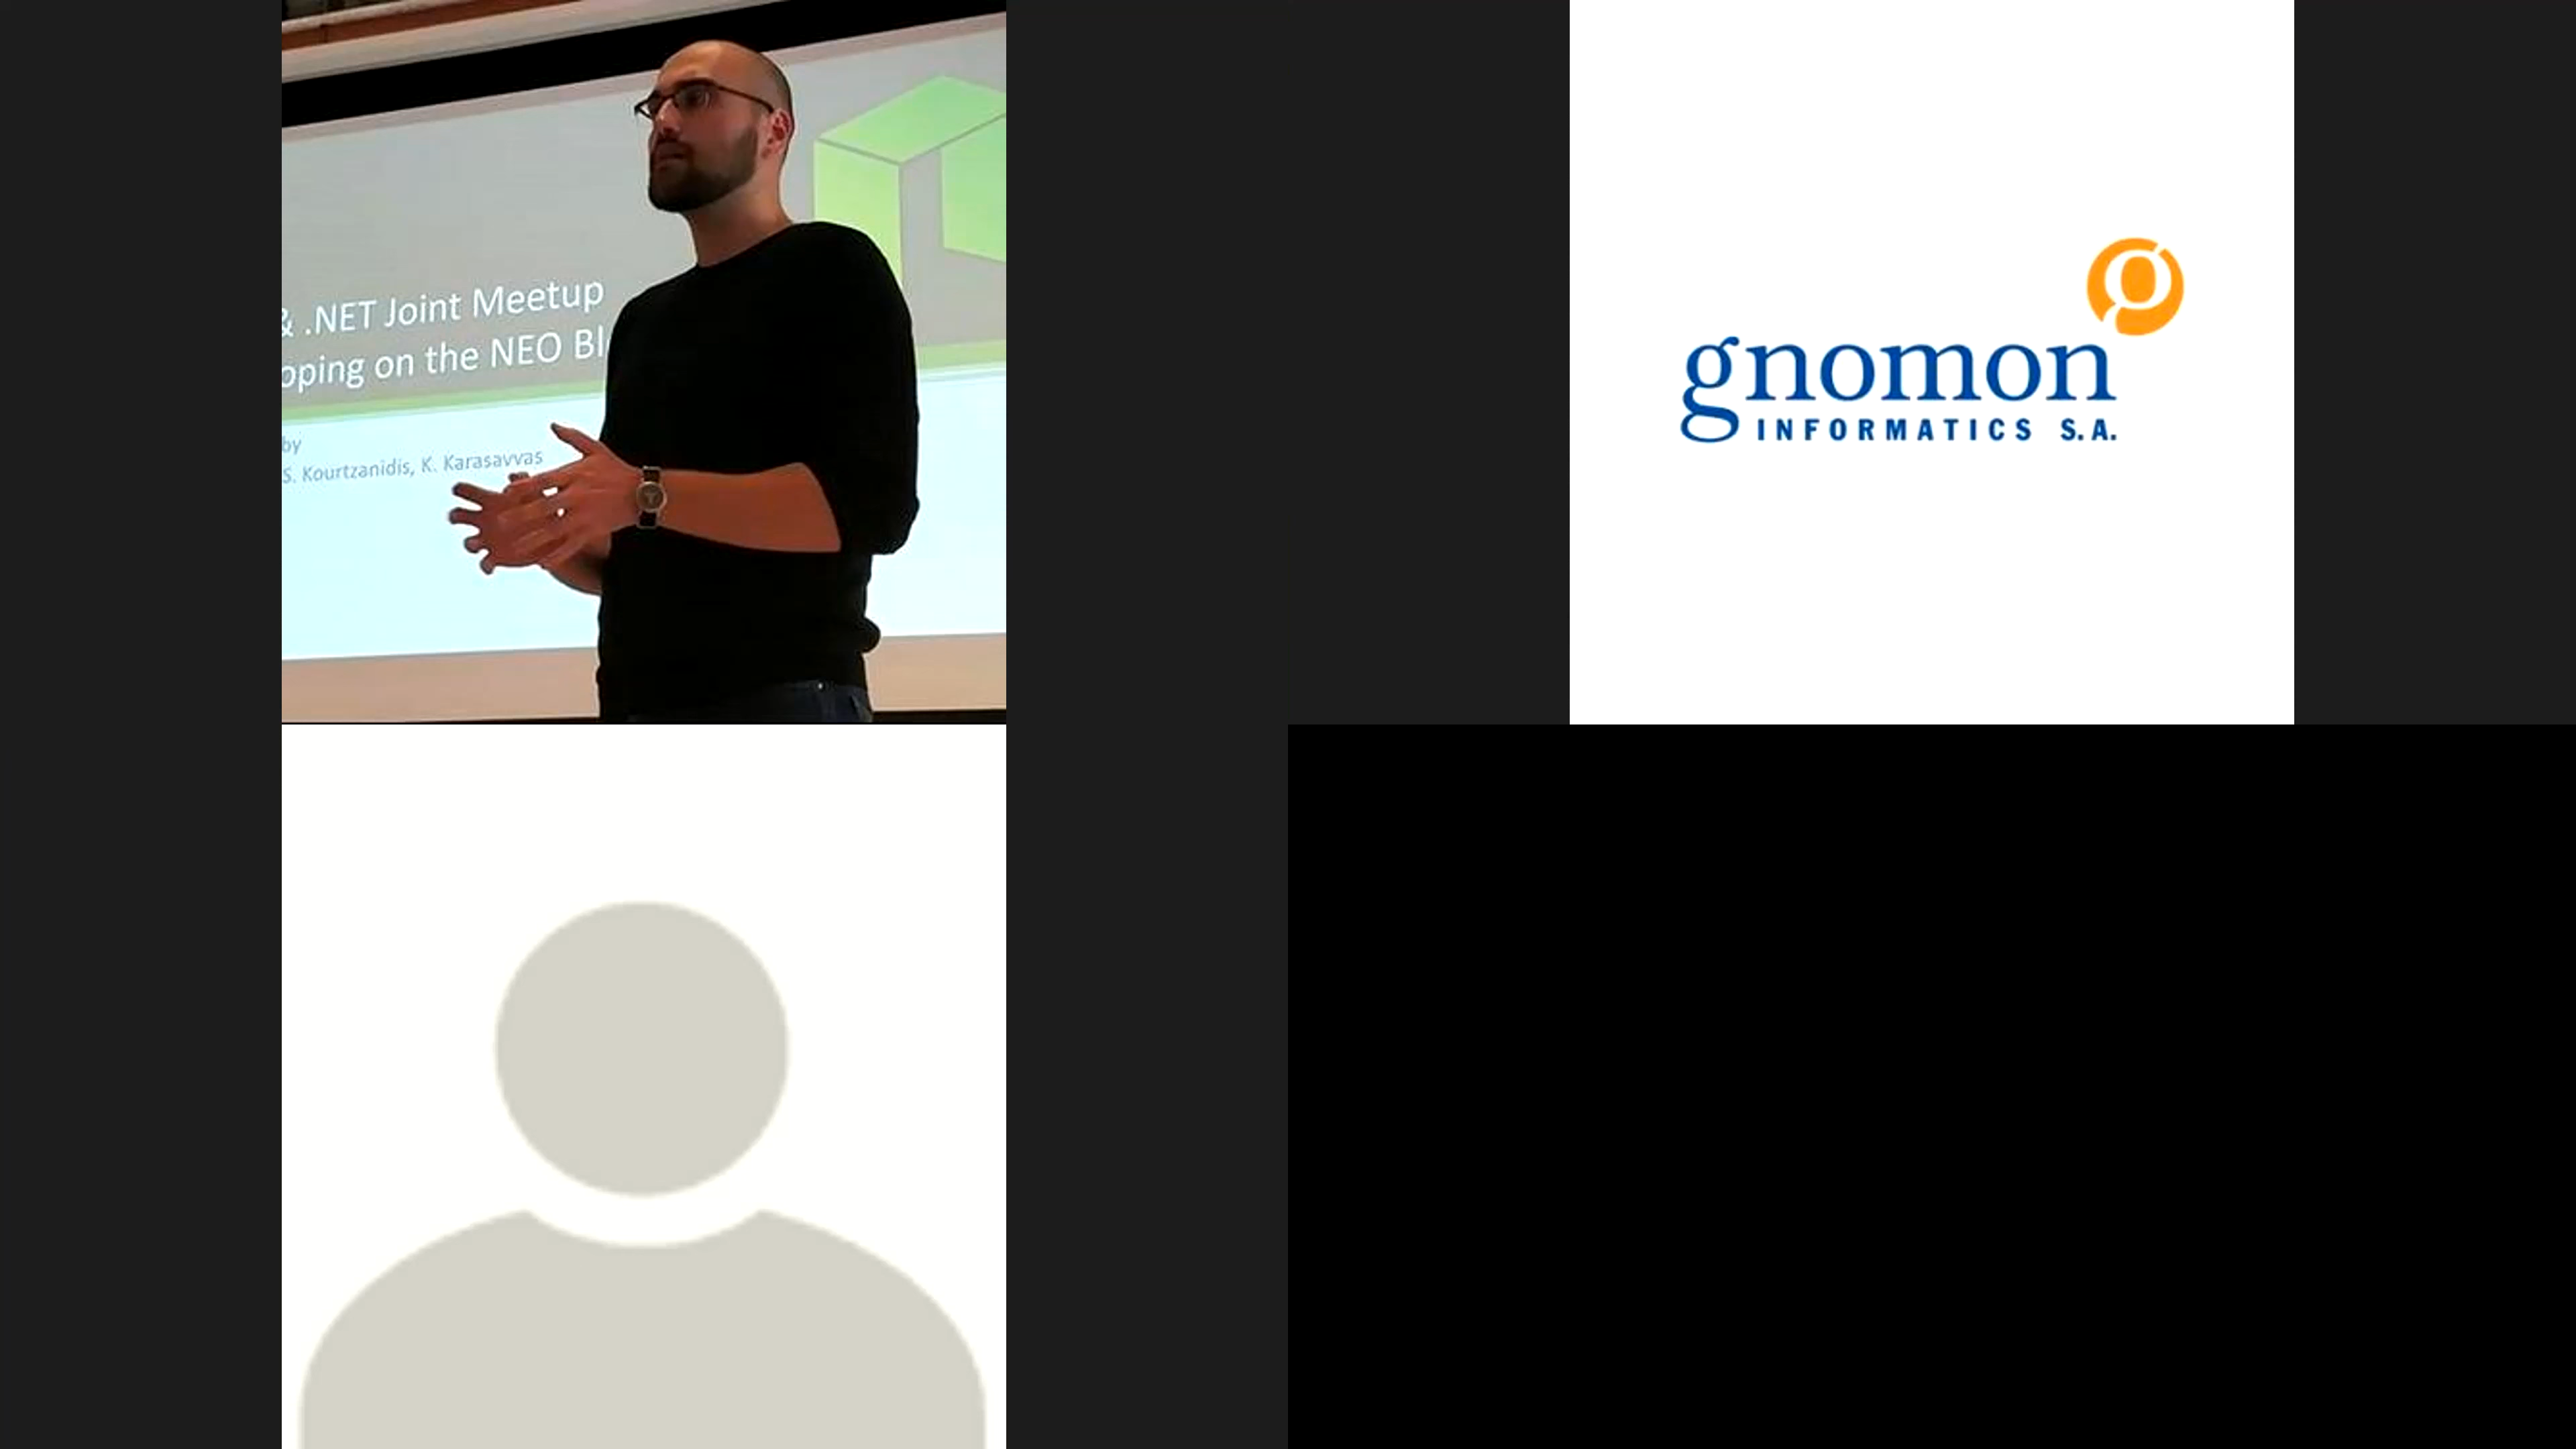 & .NET Joint Meetup
oping on the NEO Bl
by
S. Kourtzanidis, K. Karasavvas
gnomon
INFORMATICS S.A.